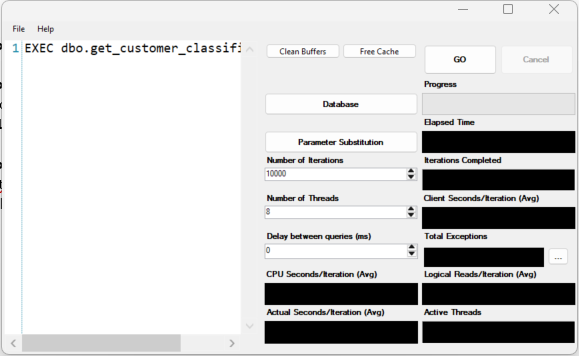 File Help
1 EXEC dbo.get_customer_classifi
Clean Buffers Free Cache
GO Cancel
Progress
Database
Elapsed Time
Parameter Substitution
Number of Iterations Iterations Completed
10000
Number of Threads Client Seconds/Iteration (Avg)
8
Delay between queries (ms) Total Exceptions
0 ...
CPU Seconds/Iteration (Avg) Logical Reads/Iteration (Avg)
Actual Seconds/Iteration (Avg) Active Threads